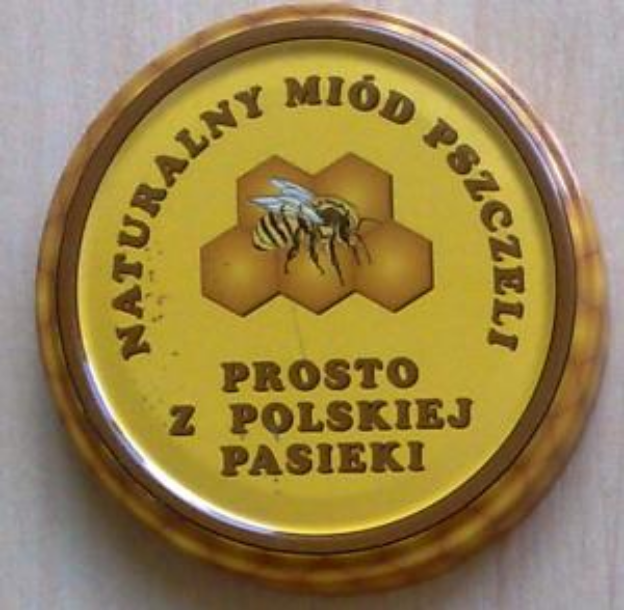 NATURALNY MIÓD PSZCZELI
PROSTO
Z POLSKIEJ
PASIEKI